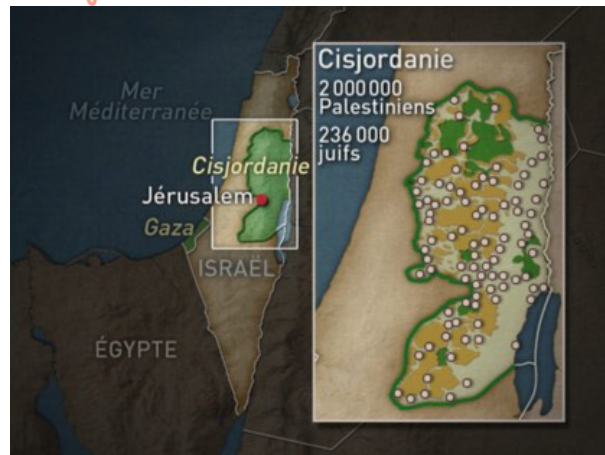 Mer
Méditerranée
Cisjordanie
Jérusalem
Gaza
ISRAËL
ÉGYPTE
Cisjordanie
2 000 000
Palestiniens
236 000
juifs